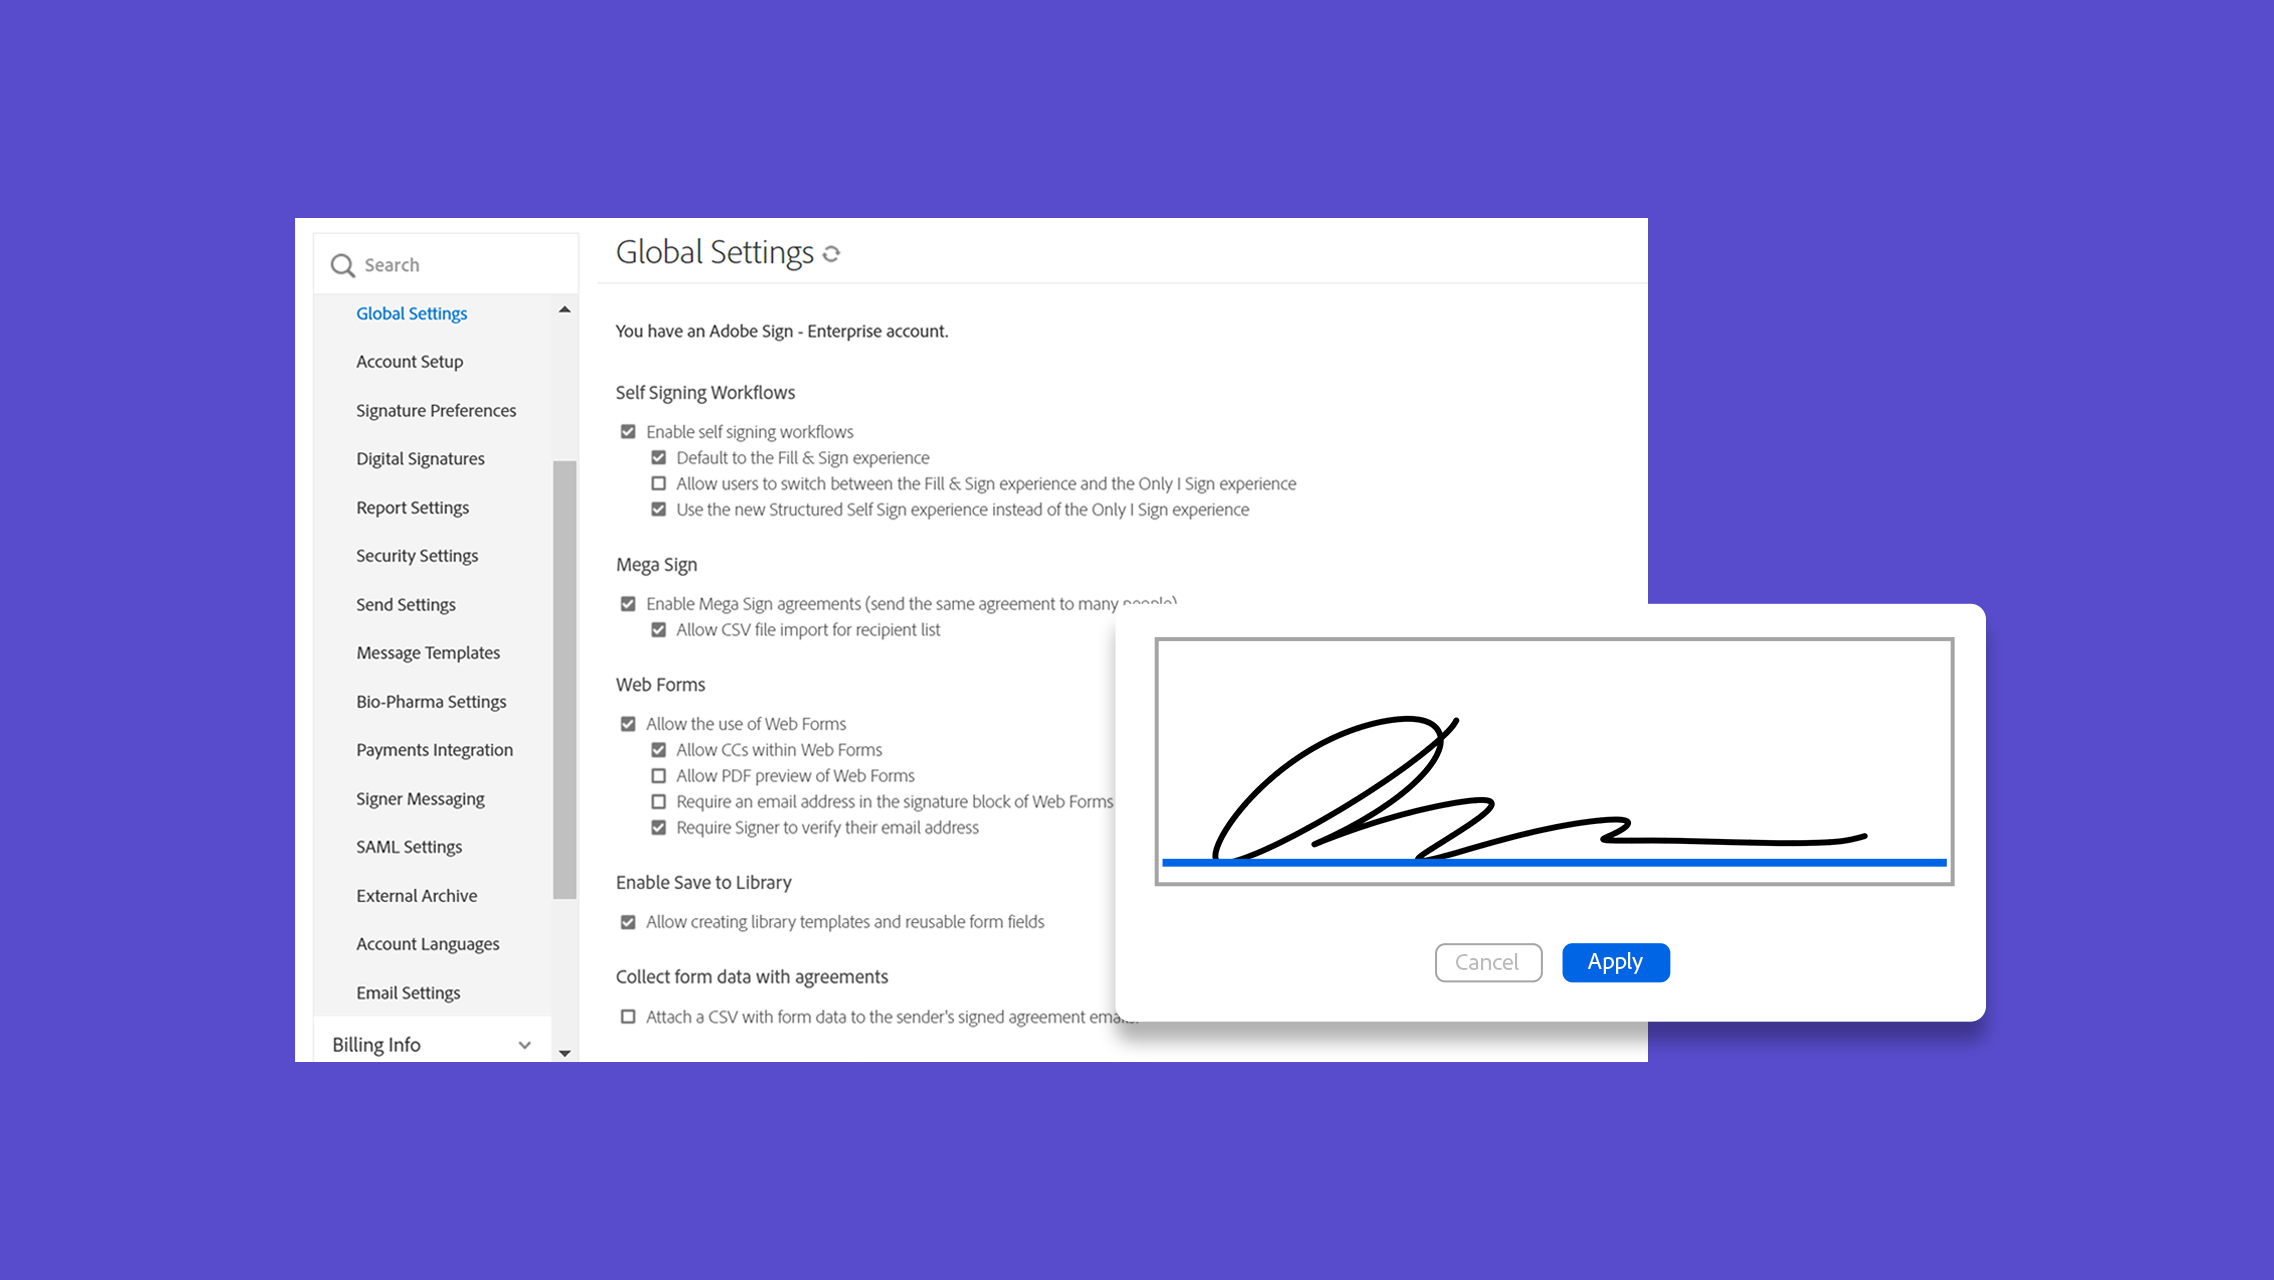 Search
Global Settings
Account Setup
Signature Preferences
Digital Signatures
Report Settings
Security Settings
Send Settings
Message Templates
Bio-Pharma Settings
Payments Integration
Signer Messaging
SAML Settings
External Archive
Account Languages
Email Settings
Billing Info
Global Settings
You have an Adobe Sign - Enterprise account.
Self Signing Workflows
Enable self signing workflows
Default to the Fill & Sign experience
Allow users to switch between the Fill & Sign experience and the Only I Sign experience
Use the new Structured Self Sign experience instead of the Only I Sign experience
Mega Sign
Enable Mega Sign agreements (send the same agreement to many people)
Allow CSV file import for recipient list
Web Forms
Allow the use of Web Forms
Allow CCs within Web Forms
Allow PDF preview of Web Forms
Require an email address in the signature block of Web Forms
Require Signer to verify their email address
Enable Save to Library
Allow creating library templates and reusable form fields
Collect form data with agreements
Attach a CSV with form data to the sender's signed agreement
Cancel
Apply